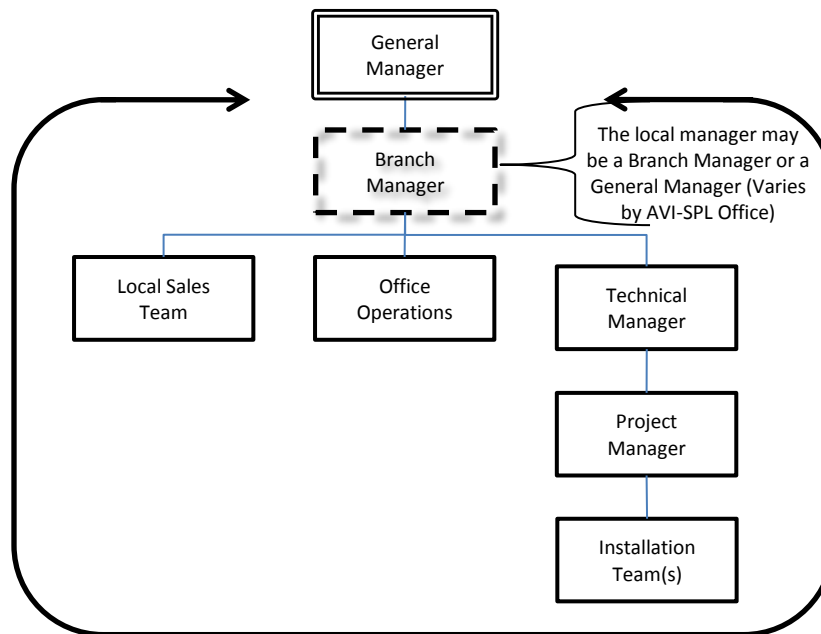 General
Manager
Branch
Manager
The local manager may
be a Branch Manager or a
General Manager (Varies
by AVI-SPL Office)
Local Sales
Team
Office
Operations
Technical
Manager
Project
Manager
Installation
Team(s)